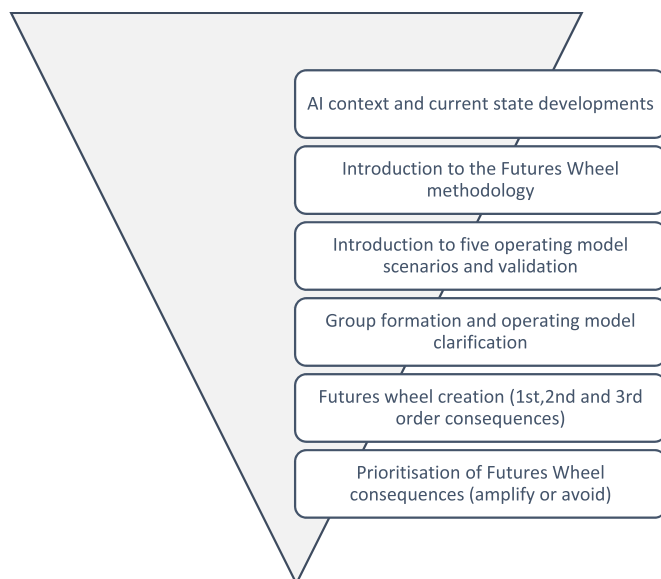 AI context and current state developments
Introduction to the Futures Wheel
methodology
Introduction to five operating model
scenarios and validation
Group formation and operating model
clarification
Futures wheel creation (1st,2nd and 3rd
order consequences)
Prioritisation of Futures Wheel
consequences (amplify or avoid)